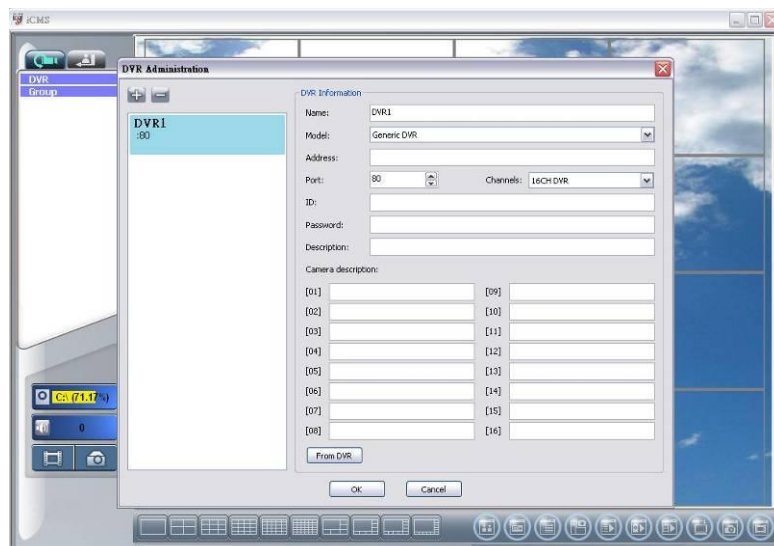 iCMS
DVR
Group
C:\ (71.17%)
0
DVR Administration
DVR1
:80
DVR Information
Name: DVR1
Model: Generic DVR
Address:
Port: 80 Channels: 16CH DVR
ID:
Password:
Description:
Camera description:
[01] [09]
[02] [10]
[03] [11]
[04] [12]
[05] [13]
[06] [14]
[07] [15]
[08] [16]
From DVR
OK Cancel